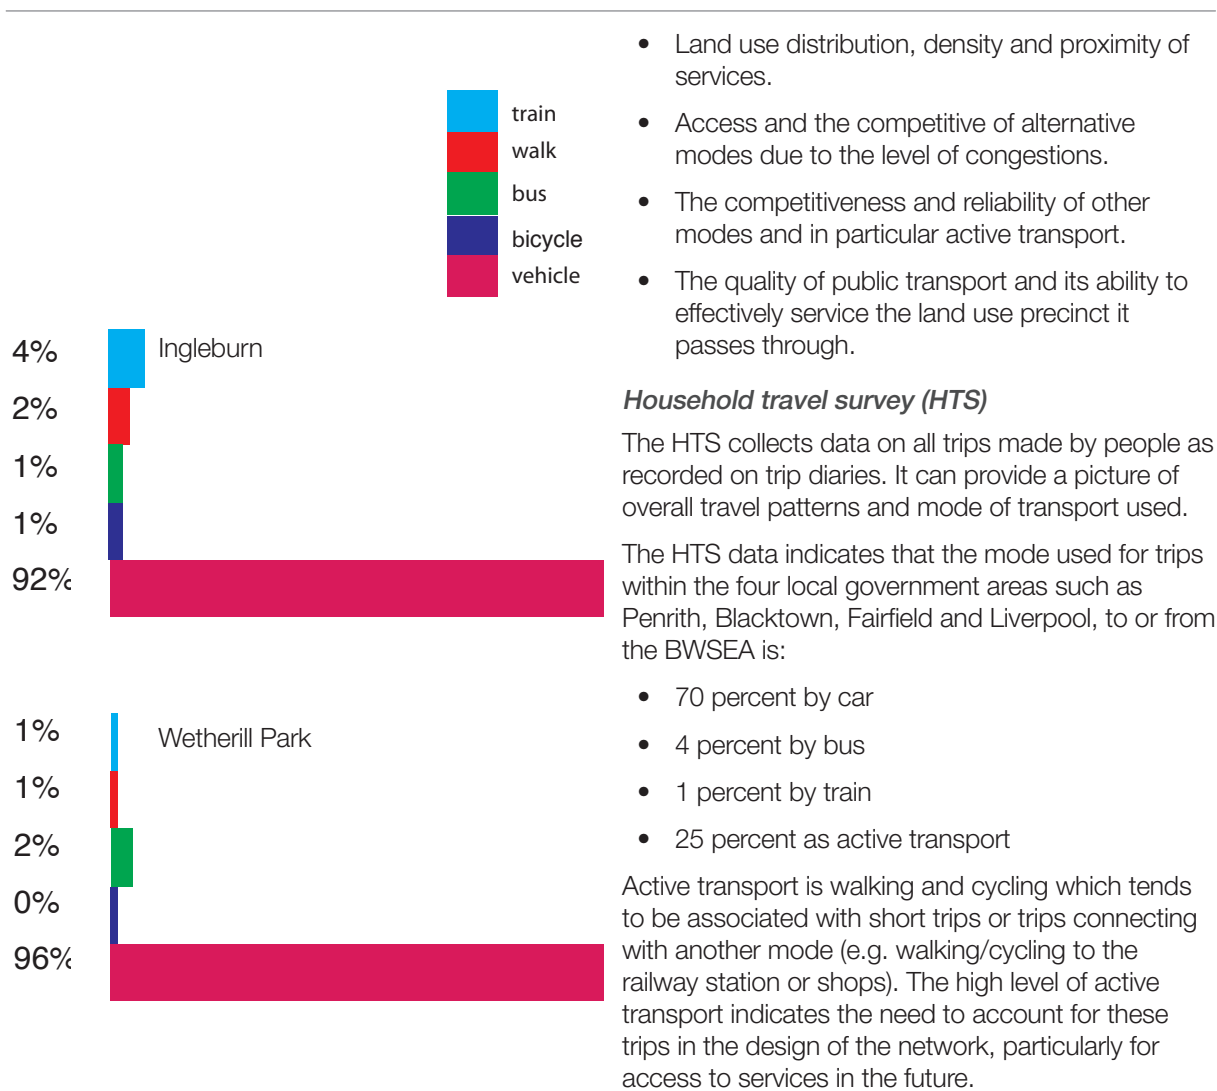 train
walk
bus
bicycle
vehicle
4%
Ingleburn
2%
1%
1%
92%
1%
Wetherill Park
1%
2%
0%
96%
• Land use distribution, density and proximity of
services.
• Access and the competitive of alternative
modes due to the level of congestions.
• The competitiveness and reliability of other
modes and in particular active transport.
• The quality of public transport and its ability to
effectively service the land use precinct it
passes through.
Household travel survey (HTS)
The HTS collects data on all trips made by people as
recorded on trip diaries. It can provide a picture of
overall travel patterns and mode of transport used.
The HTS data indicates that the mode used for trips
within the four local government areas such as
Penrith, Blacktown, Fairfield and Liverpool, to or from
the BWSEA is:
• 70 percent by car
• 4 percent by bus
• 1 percent by train
• 25 percent as active transport
Active transport is walking and cycling which tends
to be associated with short trips or trips connecting
with another mode (e.g. walking/cycling to the
railway station or shops). The high level of active
transport indicates the need to account for these
trips in the design of the network, particularly for
access to services in the future.